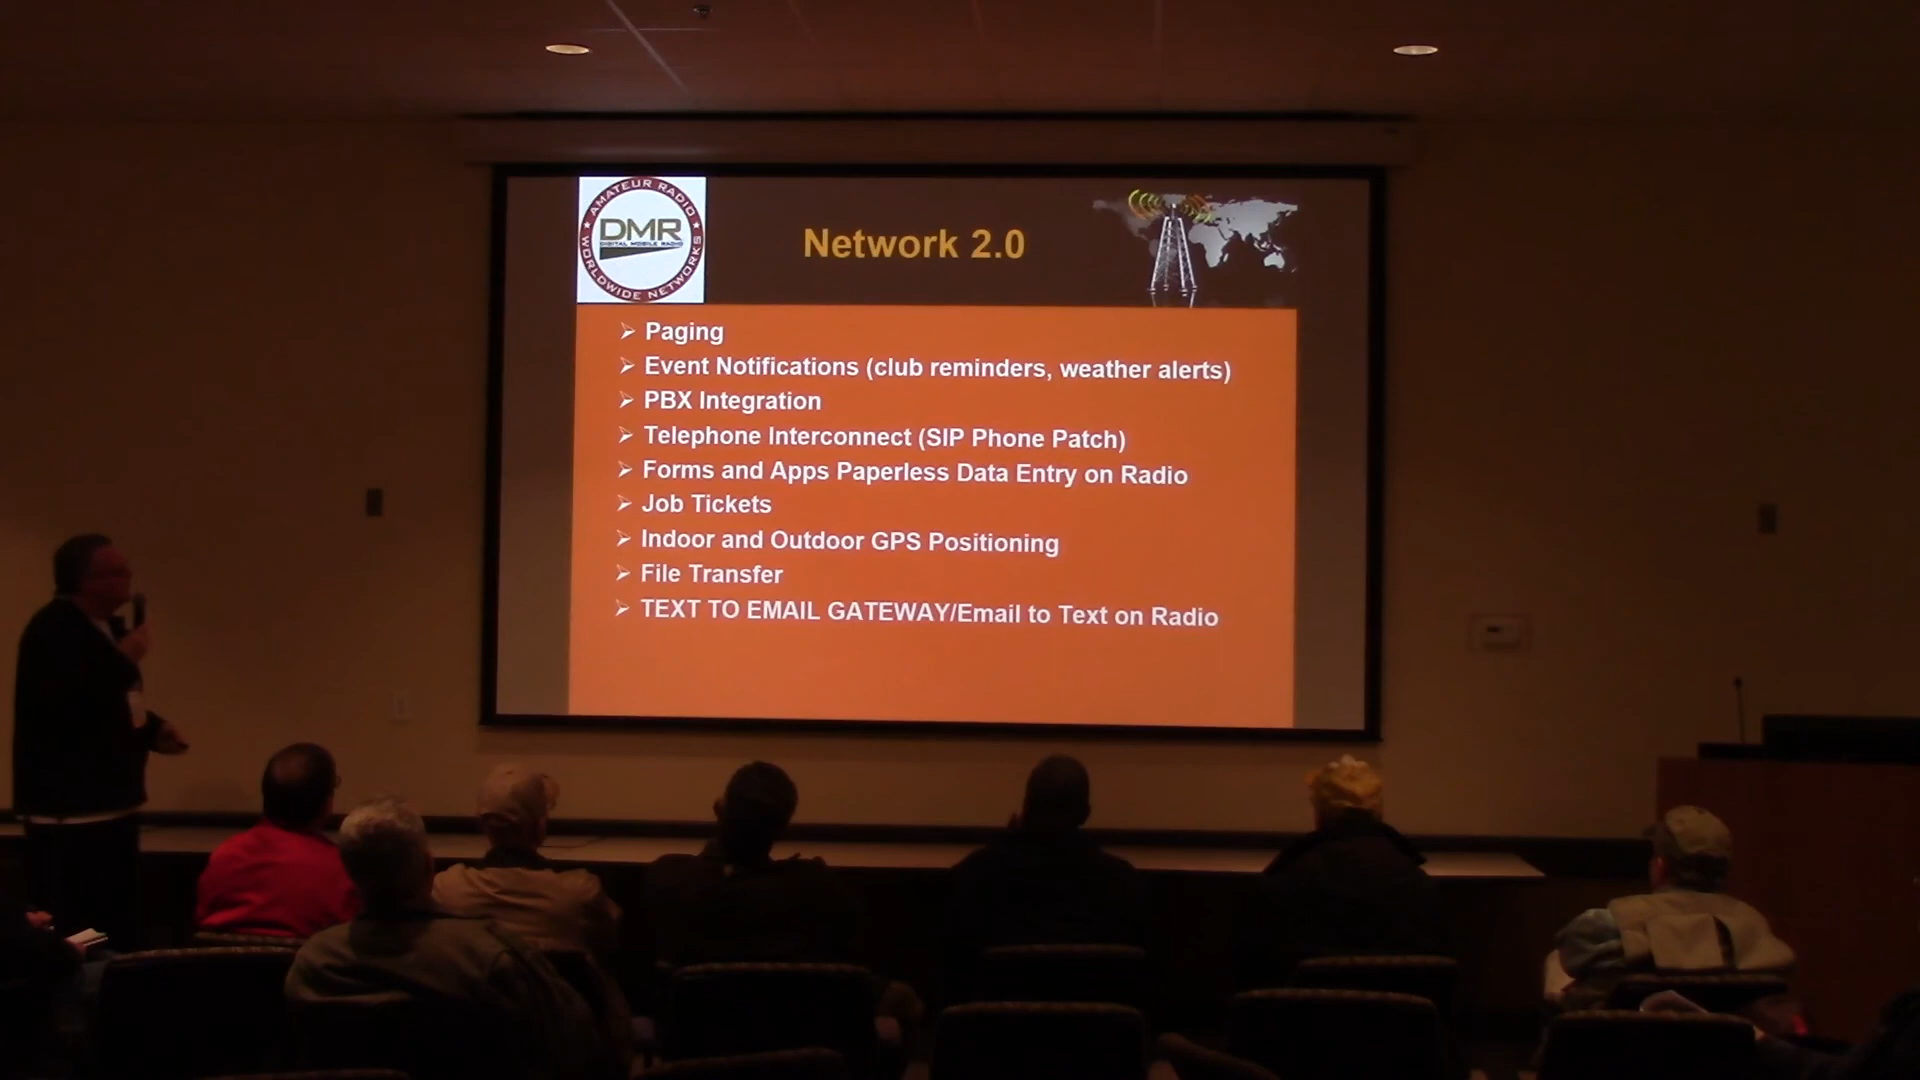 AMATEUR RADIO
DMR
DIGITAL MOBILE RADIO
WORLDWIDE NETWORKS
Network 2.0
Paging
Event Notifications (club reminders, weather alerts)
PBX Integration
Telephone Interconnect (SIP Phone Patch)
Forms and Apps Paperless Data Entry on Radio
Job Tickets
Indoor and Outdoor GPS Positioning
File Transfer
TEXT TO EMAIL GATEWAY/Email to Text on Radio